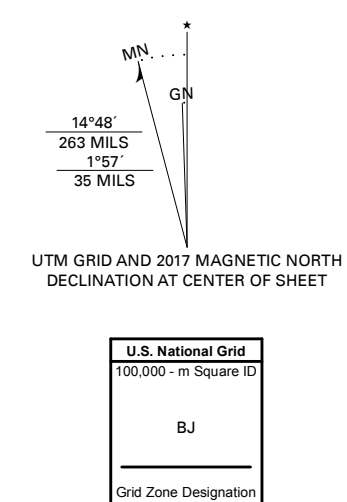 ★
MN
GN
14°48´
263 MILS
1°57´
35 MILS
UTM GRID AND 2017 MAGNETIC NORTH
DECLINATION AT CENTER OF SHEET
U.S. National Grid
100,000 - m Square ID
BJ
Grid Zone Designation